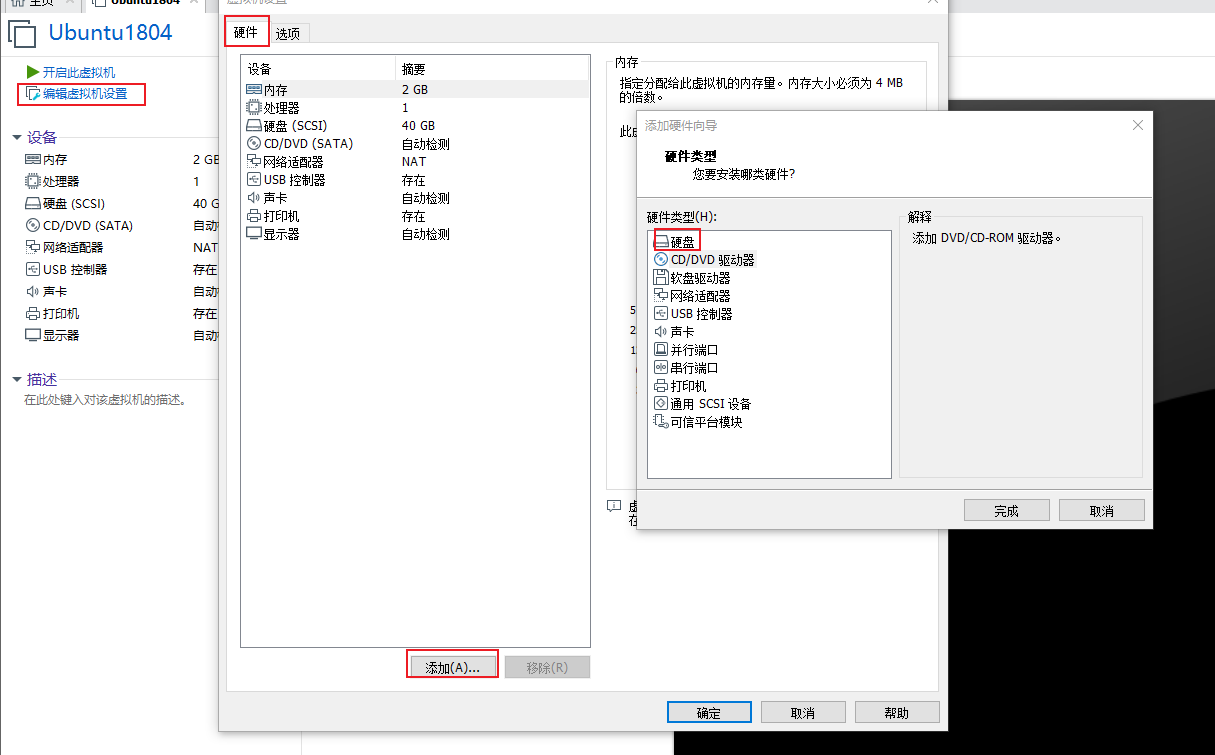 主页
Ubuntu1804
Ubuntu1804
开启此虚拟机
编辑虚拟机设置
设备
内存 2 GB
处理器 1
硬盘 (SCSI) 40 G
CD/DVD (SATA) 自动
网络适配器 NAT
USB 控制器 存在
声卡 自动
打印机 存在
显示器 自动
描述
在此处键入对该虚拟机的描述。
虚拟机设置
硬件 选项
设备 摘要
内存 2 GB
处理器 1
硬盘 (SCSI) 40 GB
CD/DVD (SATA) 自动检测
网络适配器 NAT
USB 控制器 存在
声卡 自动检测
打印机 存在
显示器 自动检测
添加(A)... 移除(R)
内存
指定分配给此虚拟机的内存量。内存大小必须为 4 MB
的倍数。
此
添加硬件向导
硬件类型
您要安装哪类硬件?
硬件类型(H):
硬盘
CD/DVD 驱动器
软盘驱动器
网络适配器
USB 控制器
声卡
并行端口
串行端口
打印机
通用 SCSI 设备
可信平台模块
解释
添加 DVD/CD-ROM 驱动器。
完成 取消
确定 取消 帮助